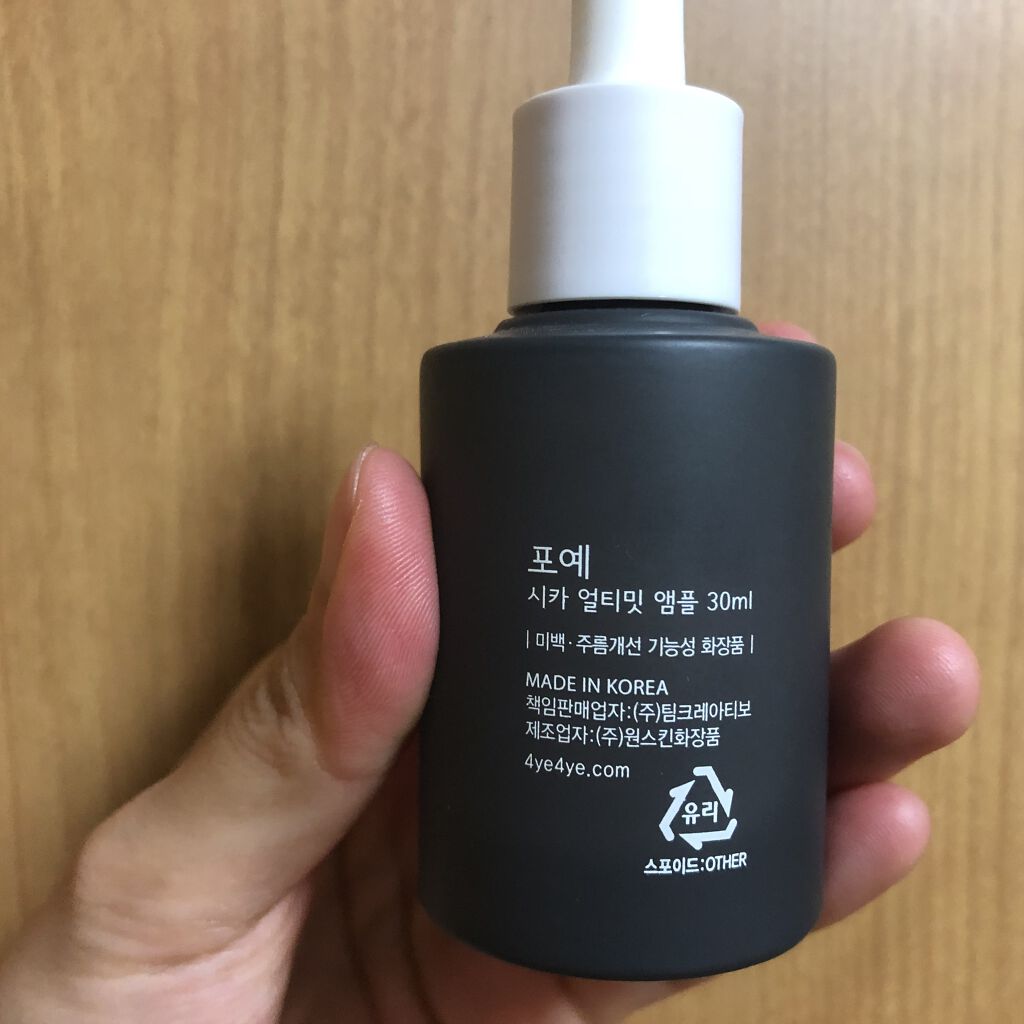 포예
시카 얼티밋 앰플 30ml
| 미백·주름개선 기능성 화장품 |
MADE IN KOREA
책임판매업자:(주)팀크레아티보
제조업자:(주)원스킨화장품
4ye4ye.com
유리
스포이드:OTHER